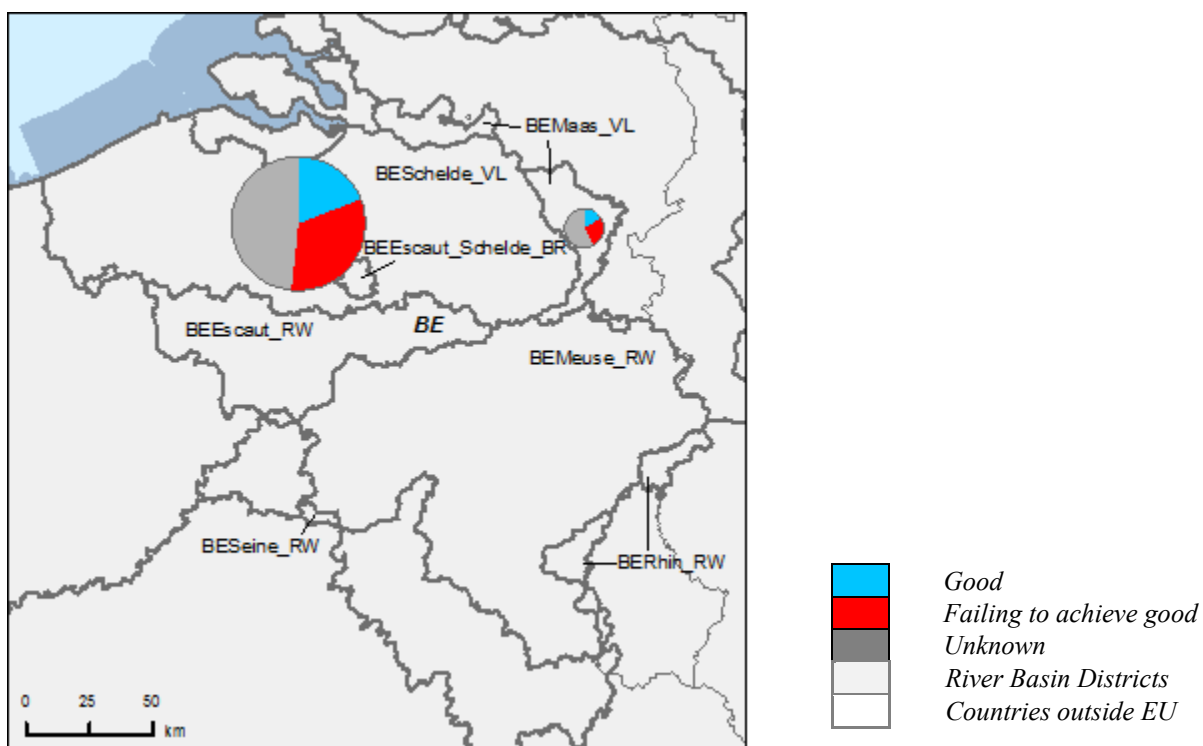 BEMaas_VL
BESchelde_VL
BEEscaut_Schelde_BR
BEEscaut_RW
BE
BEMeuse_RW
BESeine_RW
BERhin_RW
0 25 50
km
Good
Failing to achieve good
Unknown
River Basin Districts
Countries outside EU